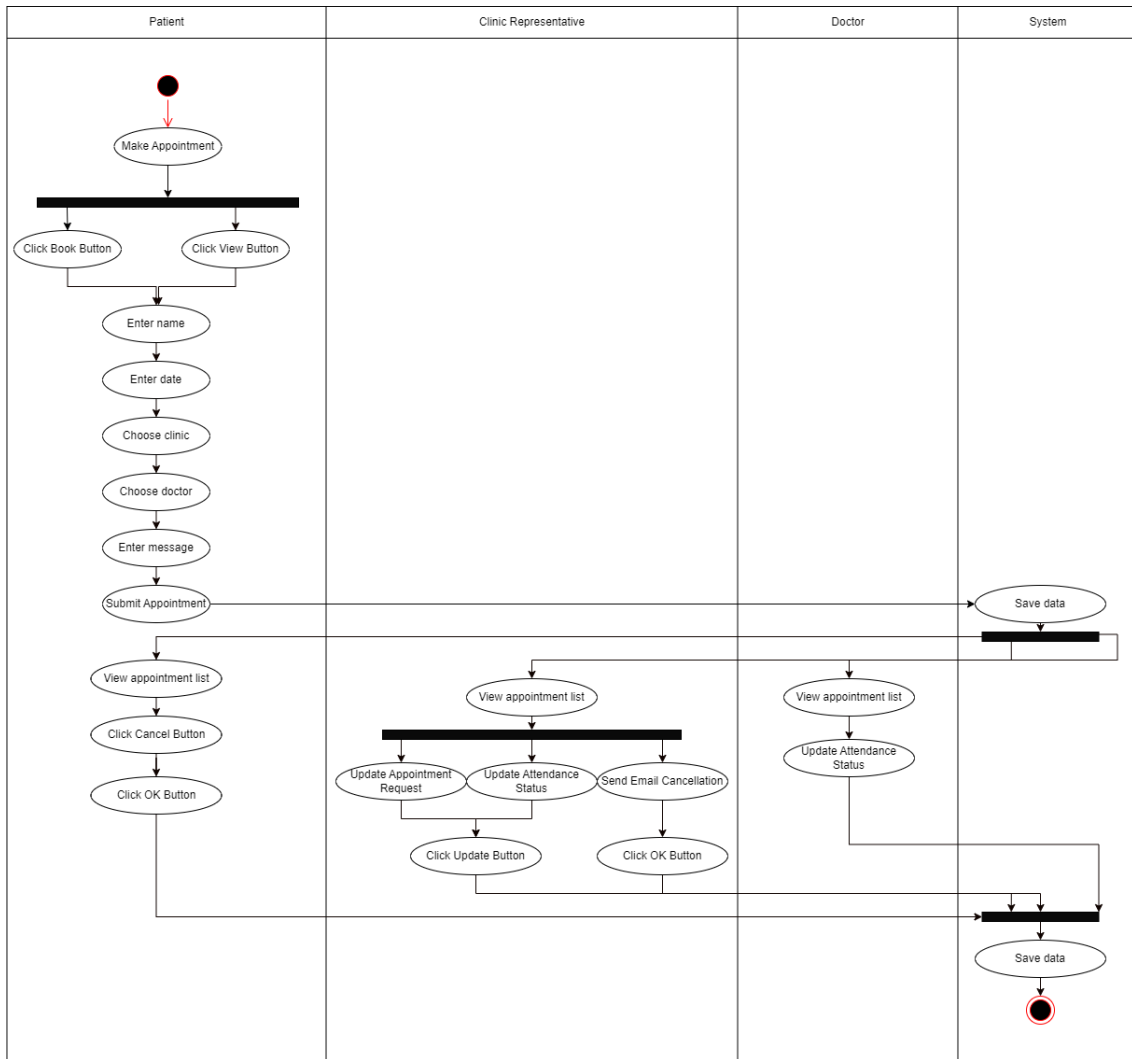 Patient
Clinic Representative
Doctor
System
Make Appointment
Click Book Button
Click View Button
Enter name
Enter date
Choose clinic
Choose doctor
Enter message
Submit Appointment
Save data
View appointment list
View appointment list
View appointment list
Click Cancel Button
Update Attendance
Status
Update Appointment
Request
Update Attendance
Status
Send Email Cancellation
Click OK Button
Click Update Button
Click OK Button
Save data